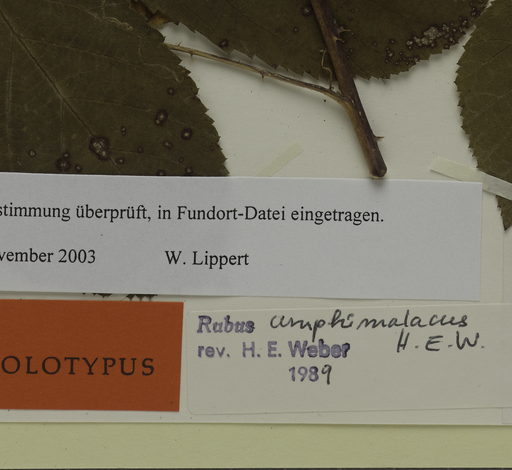 stimmung überprüft, in Fundort-Datei eingetragen.
vember 2003 W. Lippert
OLOTYPUS
Rubus amphimalacus
H. E. W.
rev. H. E. Weber
1989